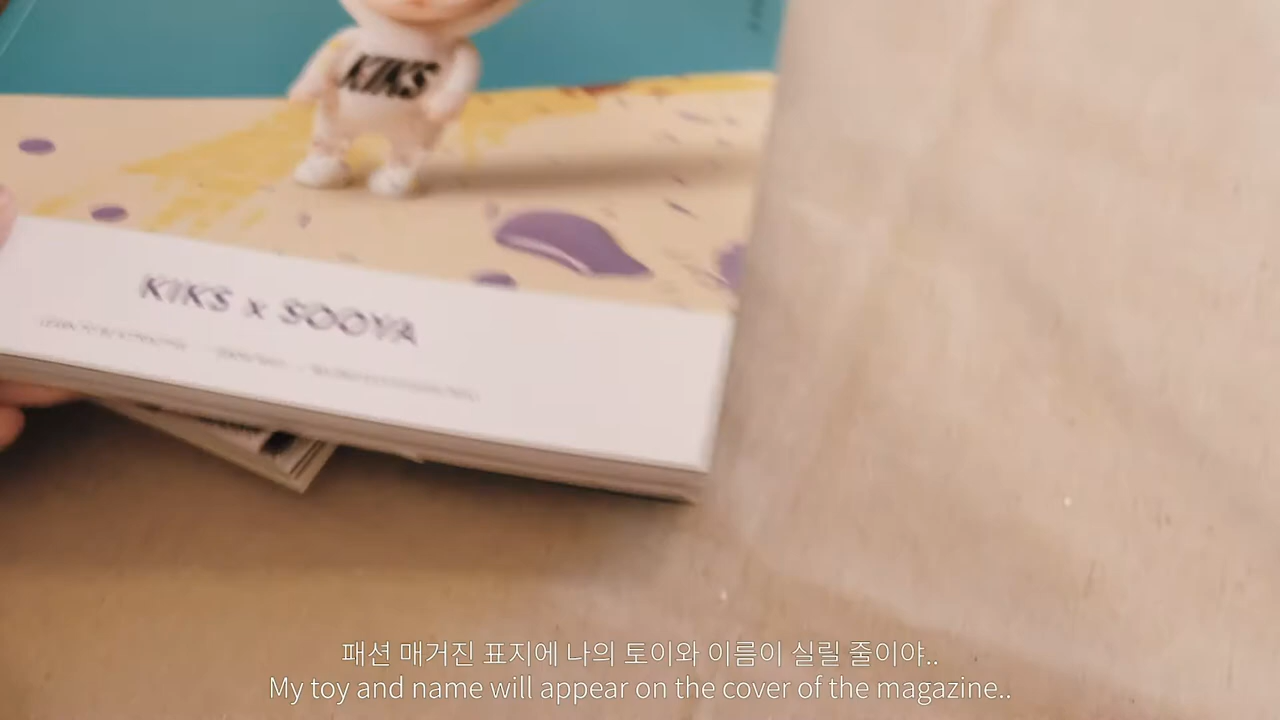 KIKS
KIKS x SOOYA
패션 매거진 표지에 나의 토이와 이름이 실릴 줄이야..
My toy and name will appear on the cover of the magazine..